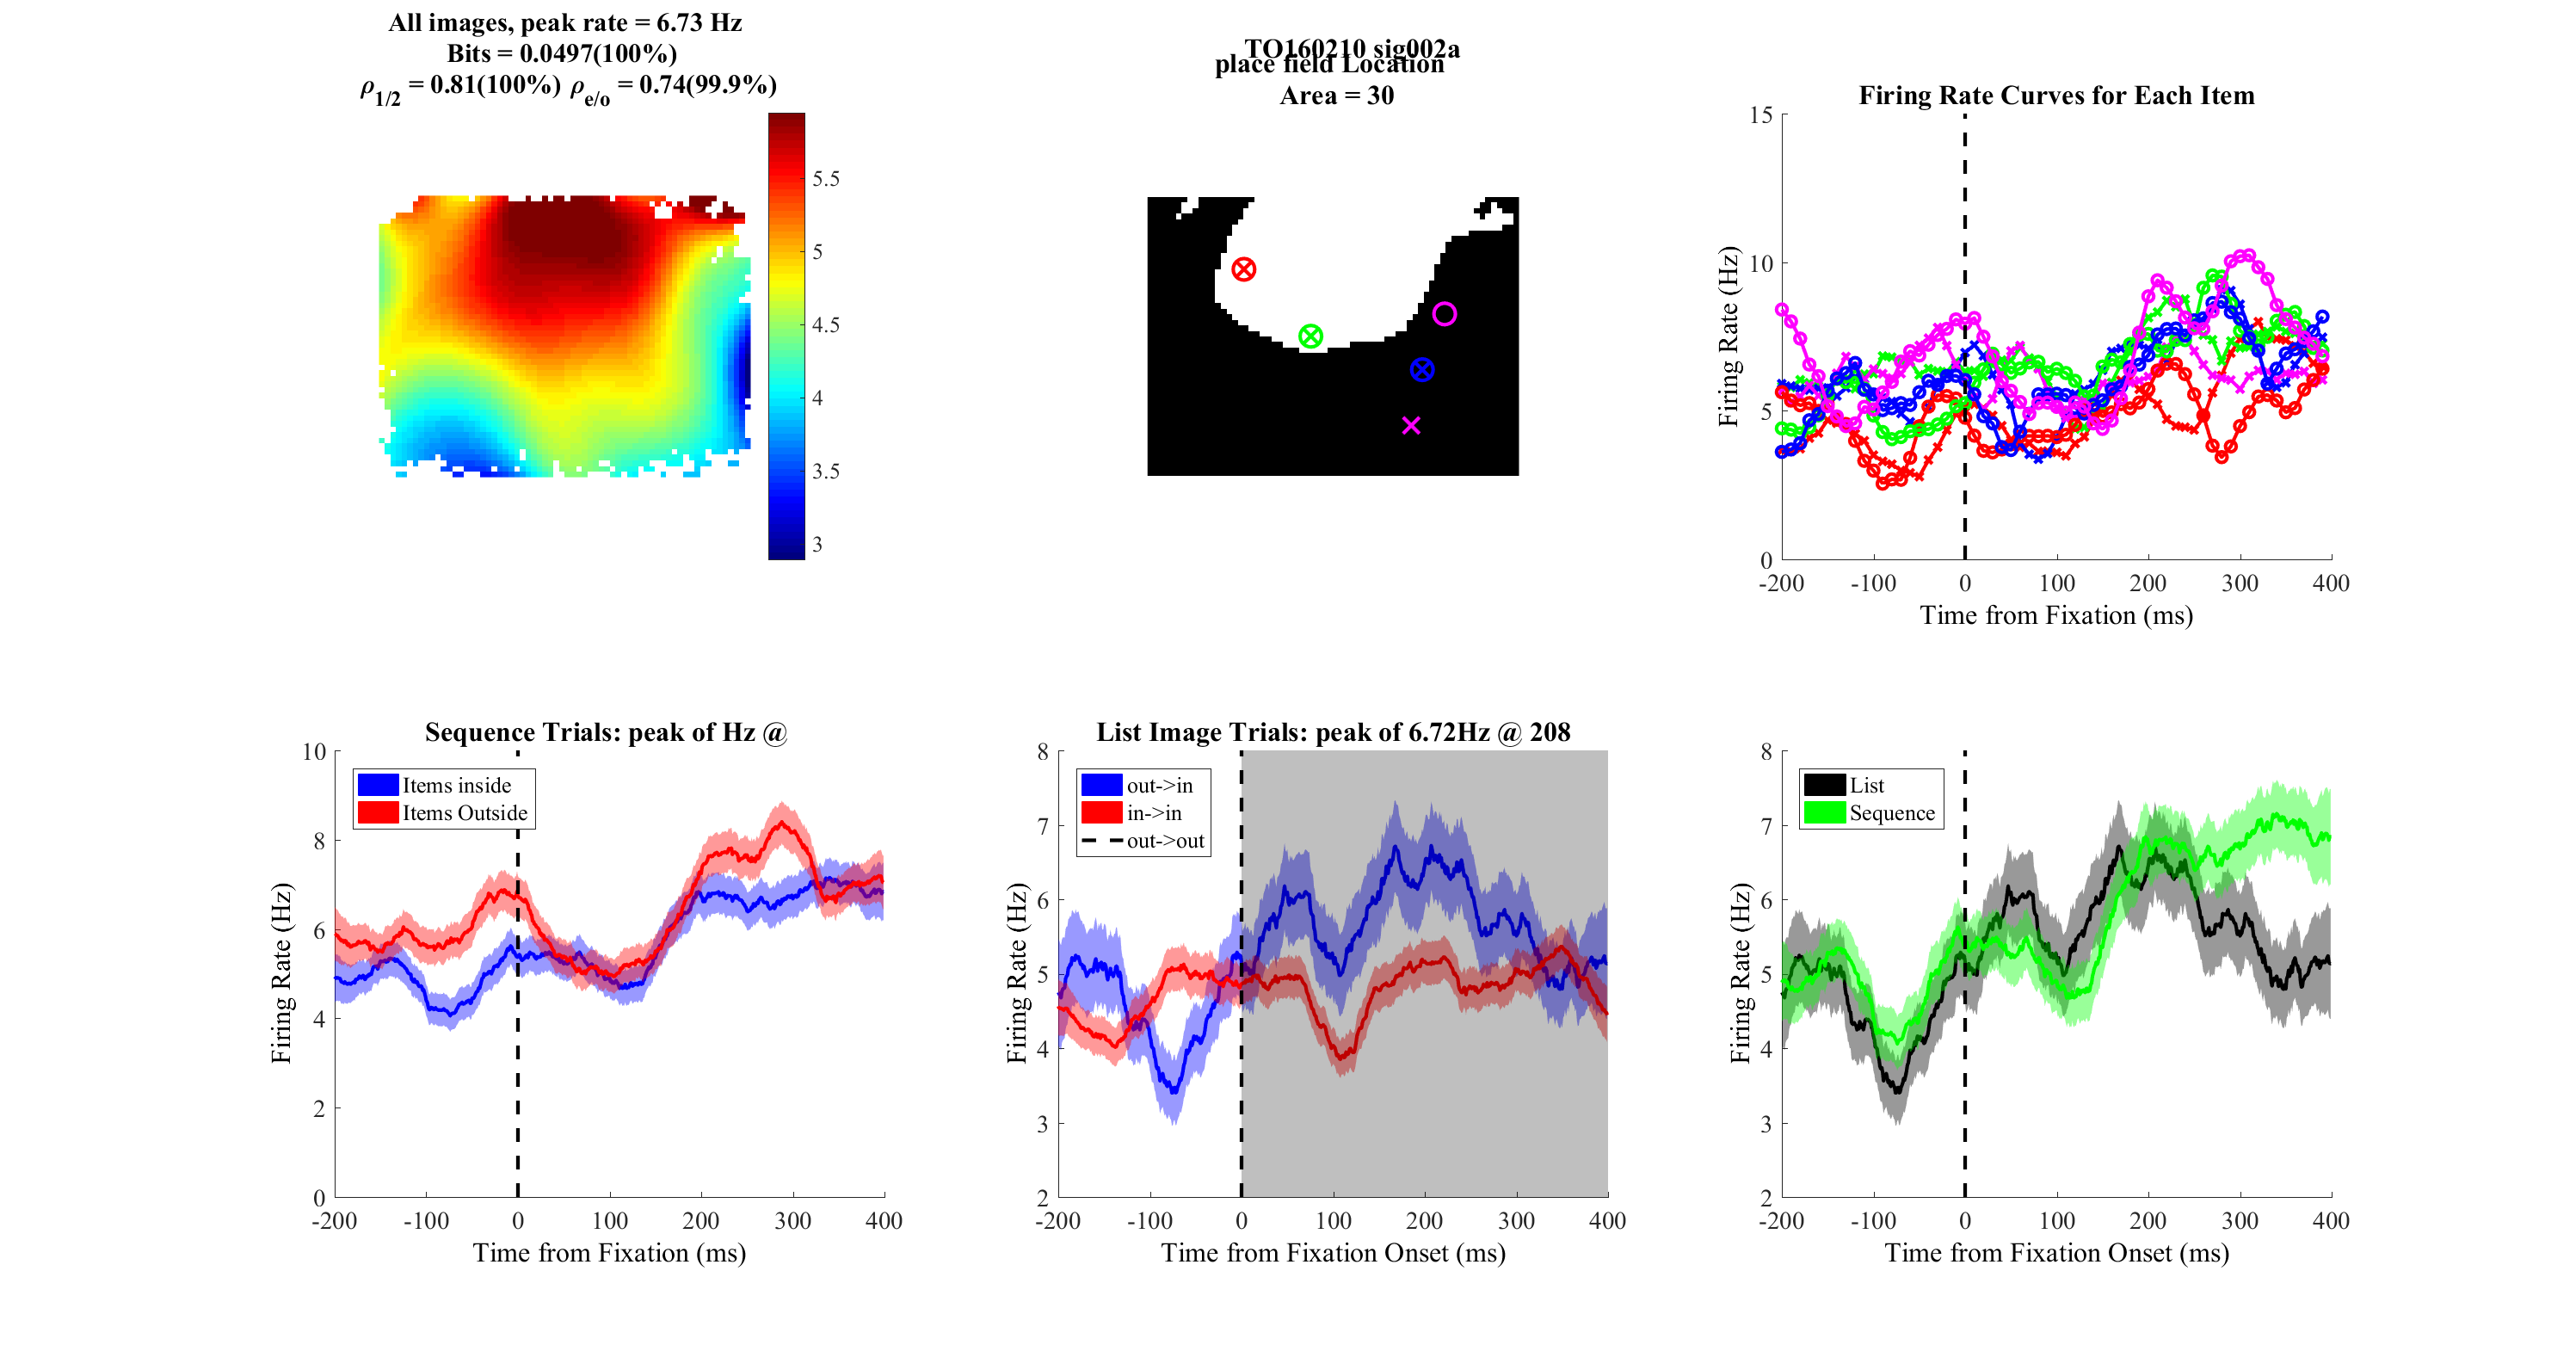 All images, peak rate = 6.73 Hz
Bits = 0.0497(100%)
ρ1/2 = 0.81(100%) ρe/o = 0.74(99.9%)
5.5
5
4.5
4
3.5
3
TO160210 sig002a
place field Location
Area = 30
Firing Rate Curves for Each Item
15
10
5
0
Firing Rate (Hz)
-200 -100 0 100 200 300 400
Time from Fixation (ms)
Sequence Trials: peak of Hz @
10
8
6
4
2
0
Firing Rate (Hz)
Items inside
Items Outside
-200 -100 0 100 200 300 400
Time from Fixation (ms)
List Image Trials: peak of 6.72Hz @ 208
8
7
6
5
4
3
2
Firing Rate (Hz)
out->in
in->in
out->out
-200 -100 0 100 200 300 400
Time from Fixation Onset (ms)
8
7
6
5
4
3
2
Firing Rate (Hz)
List
Sequence
-200 -100 0 100 200 300 400
Time from Fixation Onset (ms)